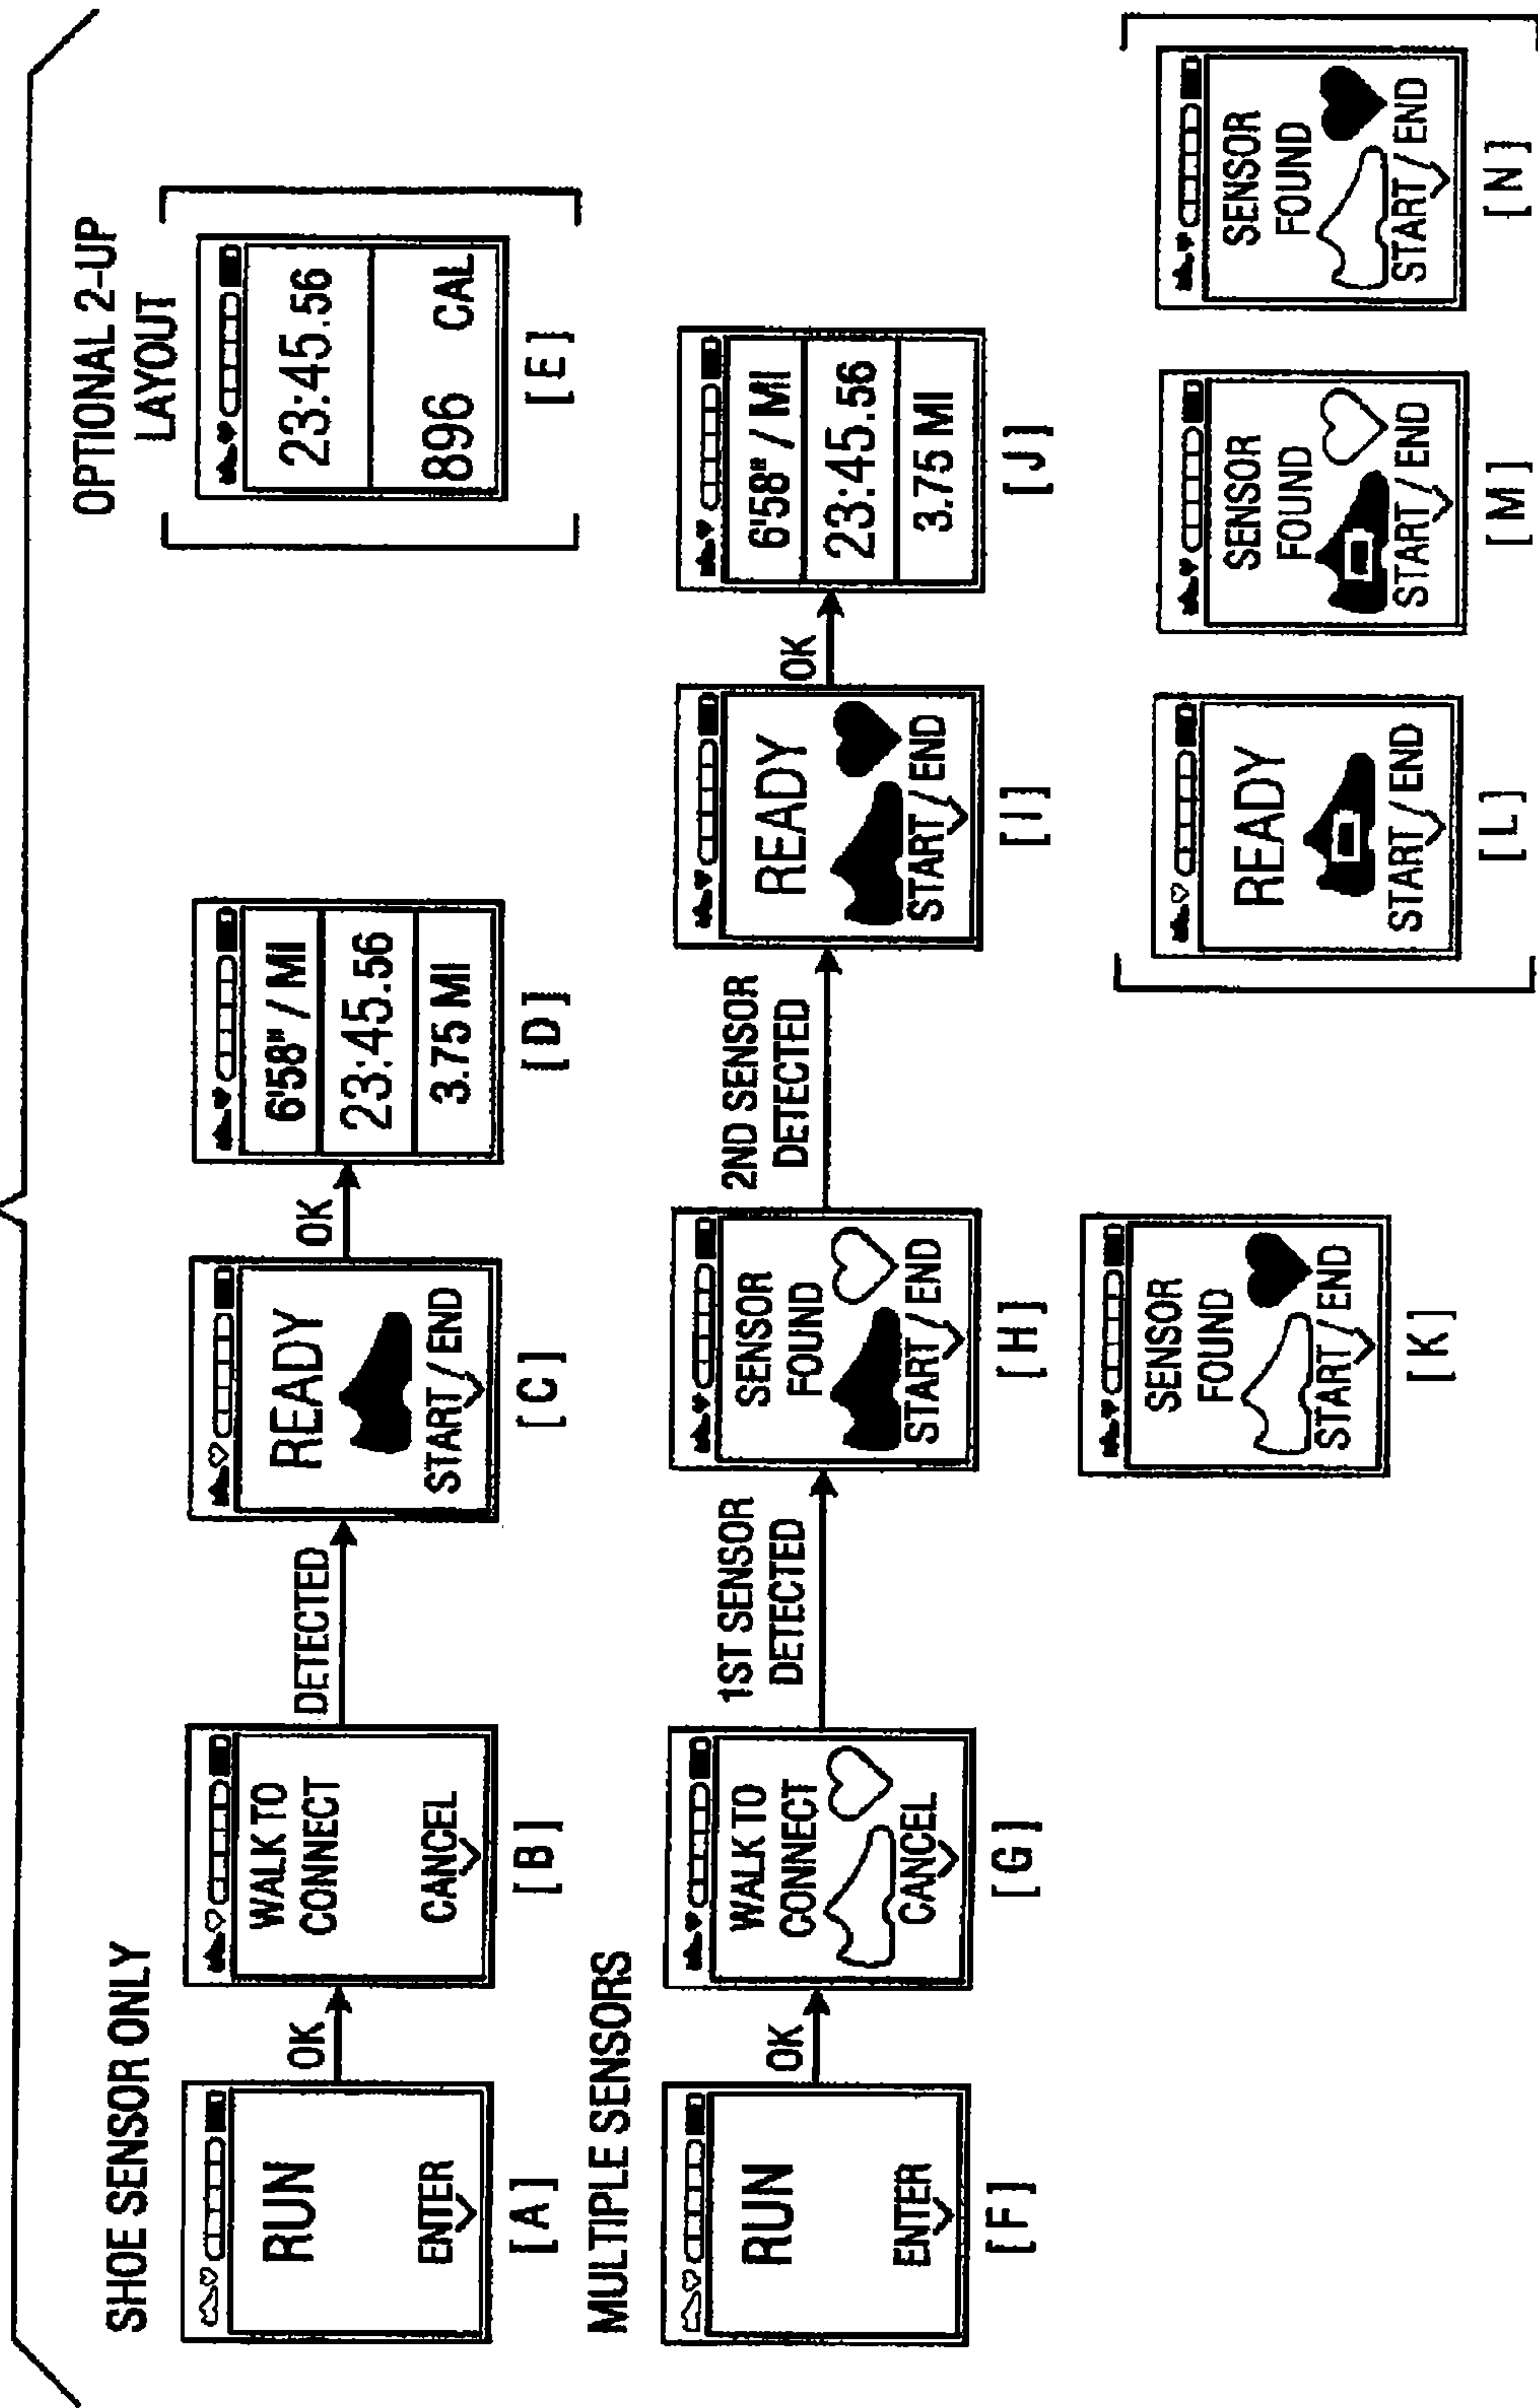 SHOE SENSOR ONLY
RUN
ENTER
[A]
OK
WALK TO
CONNECT
CANCEL
[B]
DETECTED
READY
START / END
[C]
OK
6'58" / MI
23:45.56
3.75 MI
[D]
OPTIONAL 2-UP
LAYOUT
23:45.56
896 CAL
[E]
MULTIPLE SENSORS
RUN
ENTER
[F]
OK
WALK TO
CONNECT
CANCEL
[G]
1ST SENSOR
DETECTED
SENSOR
FOUND
START / END
[H]
2ND SENSOR
DETECTED
READY
START / END
[I]
OK
6'58" / MI
23:45.56
3.75 MI
[J]
SENSOR
FOUND
START / END
[K]
READY
START / END
[L]
SENSOR
FOUND
START / END
[M]
SENSOR
FOUND
START / END
[N]